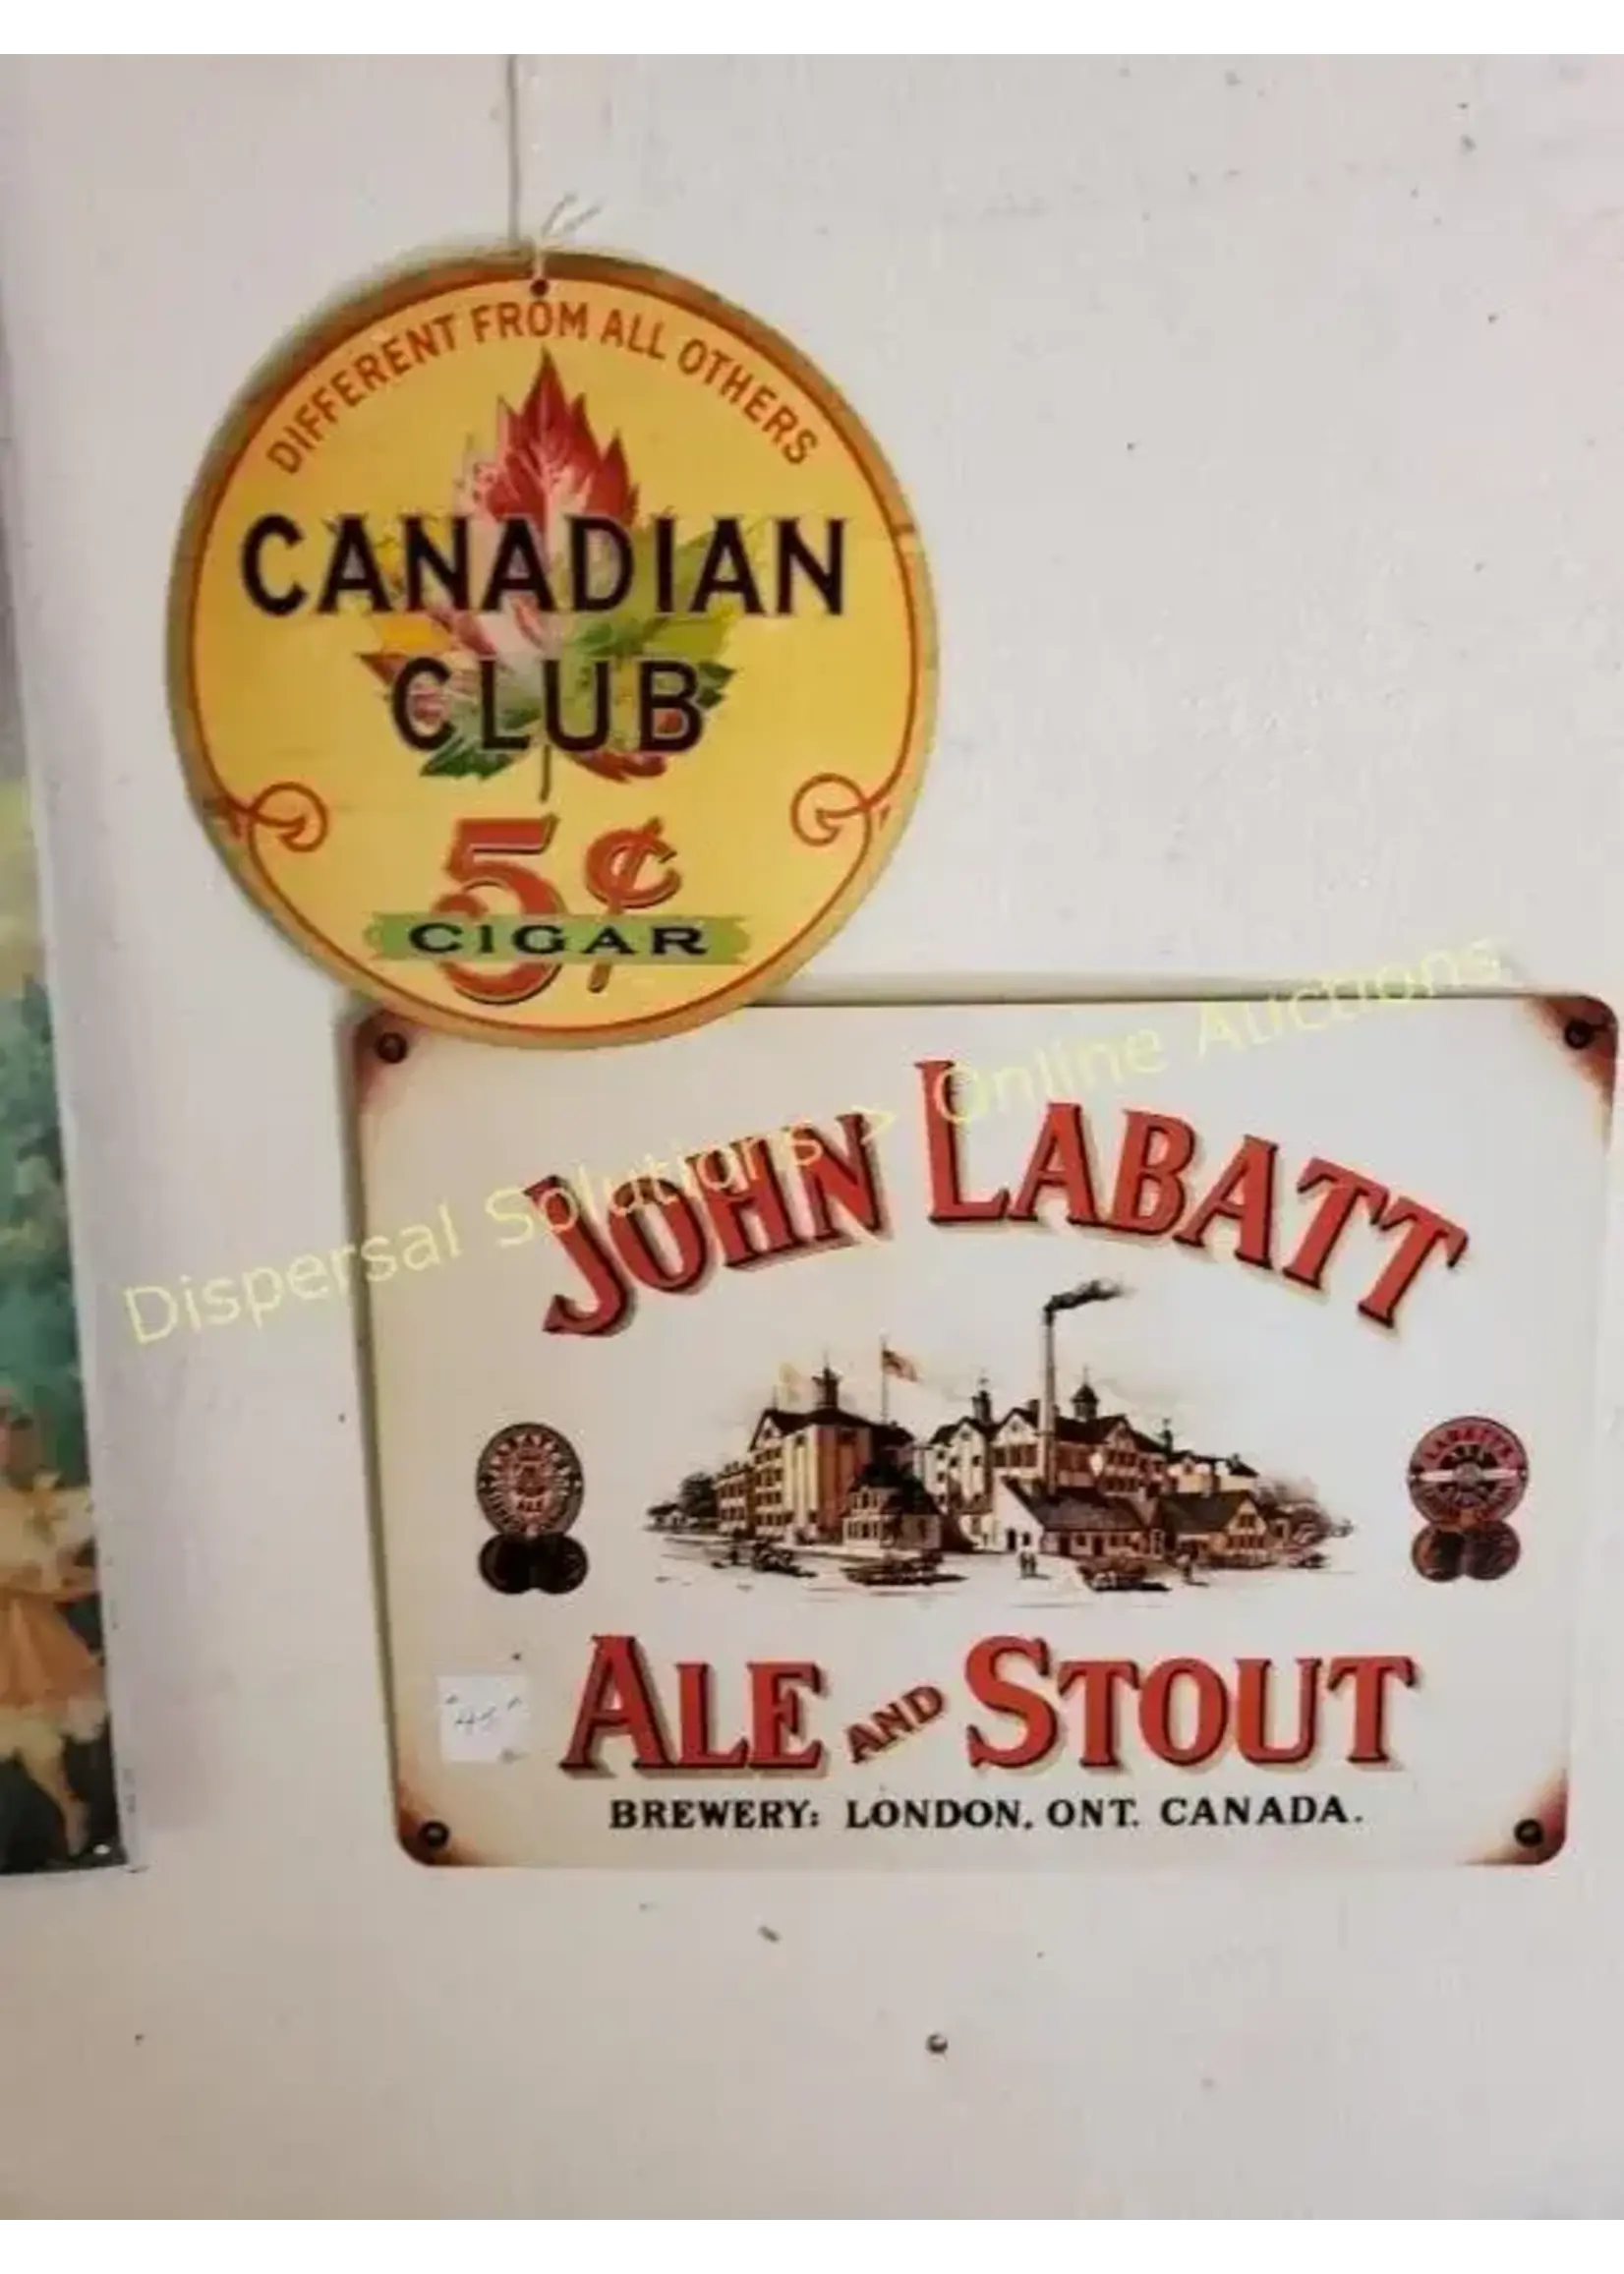 DIFFERENT FROM ALL OTHERS
CANADIAN
CLUB
5¢
CIGAR
Dispersal Solutions > Online Auctions
JOHN LABATT
ALE AND STOUT
BREWERY: LONDON, ONT. CANADA.